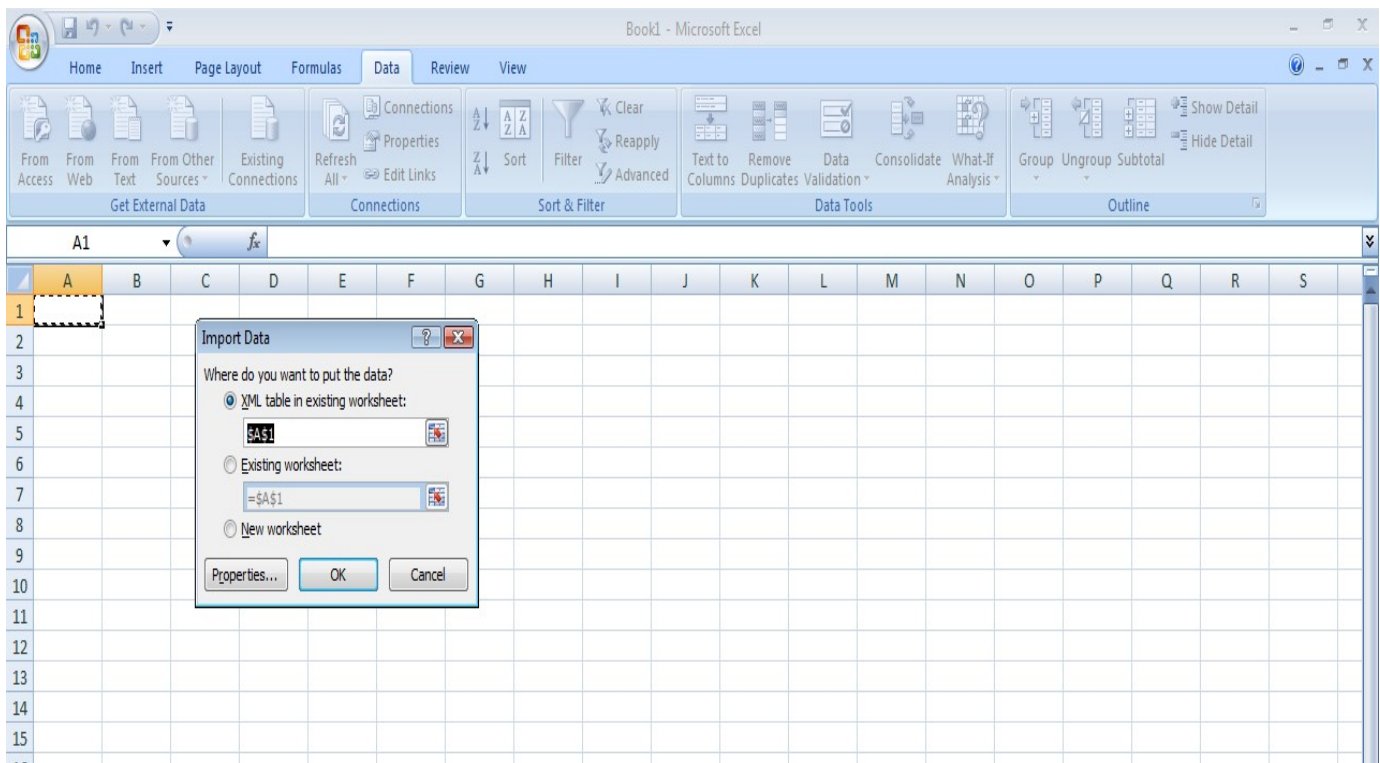 Book1 - Microsoft Excel
Home Insert Page Layout Formulas Data Review View
From Access
From Web
From Text
From Other Sources
Existing Connections
Get External Data
Refresh All
Connections
Properties
Edit Links
Connections
Sort
Filter
Clear
Reapply
Advanced
Sort & Filter
Text to Columns
Remove Duplicates
Data Validation
Consolidate
What-If Analysis
Data Tools
Group
Ungroup
Subtotal
Show Detail
Hide Detail
Outline
A1 fx
A B C D E F G H I J K L M N O P Q R S
1
2
3
4
5
6
7
8
9
10
11
12
13
14
15
Import Data
Where do you want to put the data?
XML table in existing worksheet:
$A$1
Existing worksheet:
=$A$1
New worksheet
Properties... OK Cancel